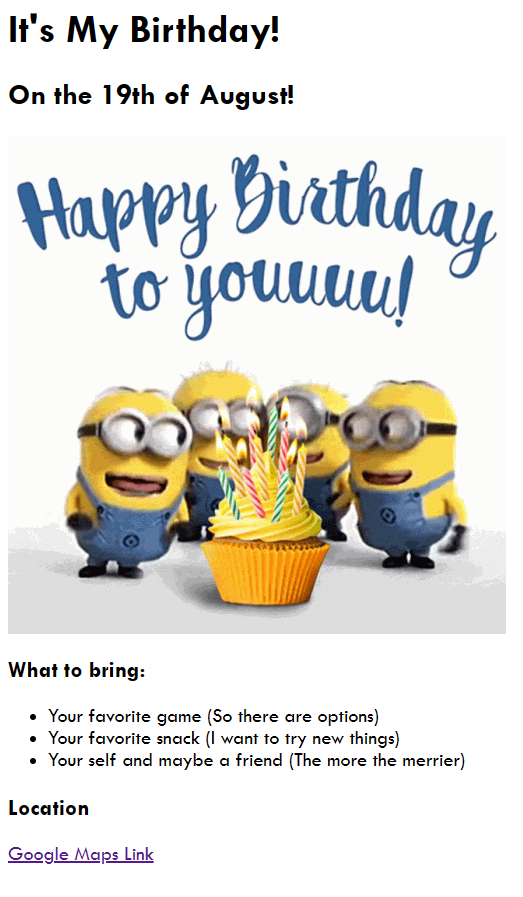 It's My Birthday!
On the 19th of August!
Happy Birthday
to youuuuu!
What to bring:
Your favorite game (So there are options)
Your favorite snack (I want to try new things)
Your self and maybe a friend (The more the merrier)
Location
Google Maps Link